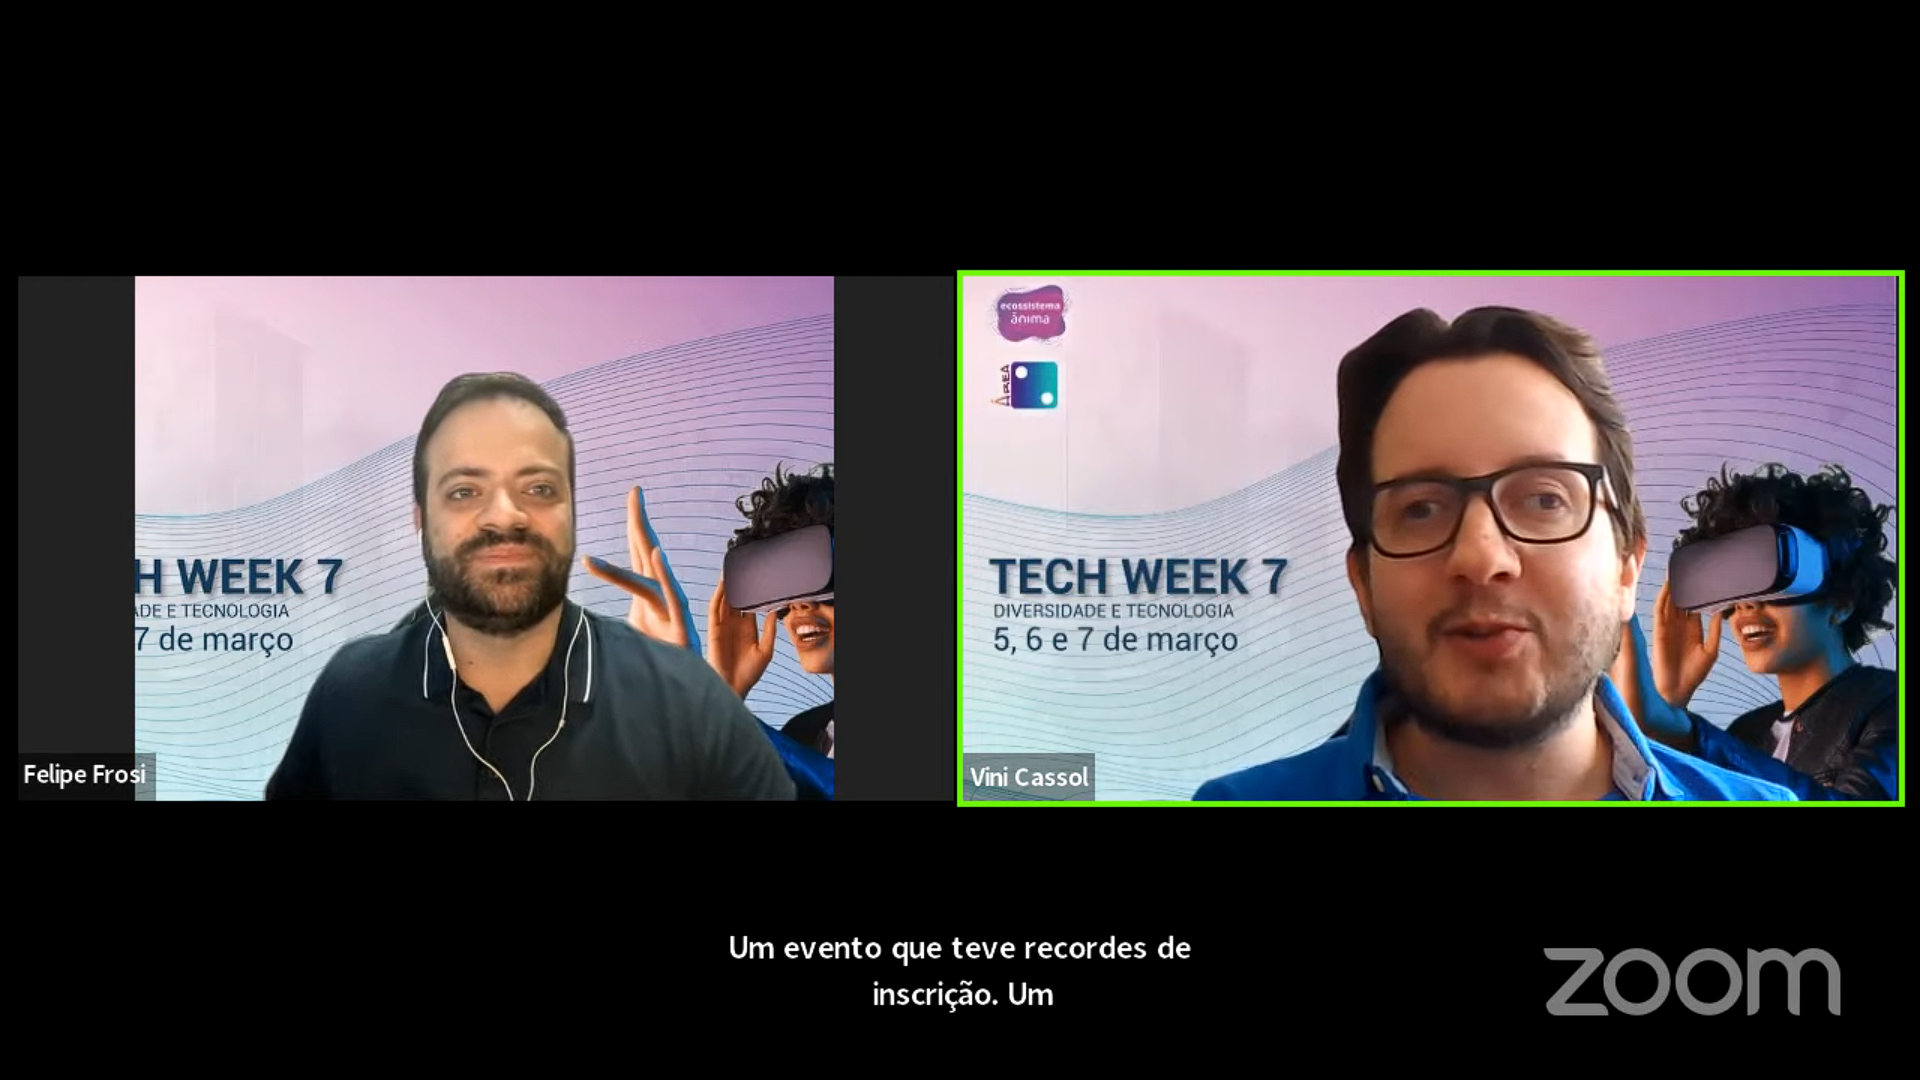 H WEEK 7
ADE E TECNOLOGIA
7 de março
Felipe Frosi
ecossistema
ânima
ÁREA
TECH WEEK 7
DIVERSIDADE E TECNOLOGIA
5, 6 e 7 de março
Vini Cassol
Um evento que teve recordes de
inscrição. Um
zoom